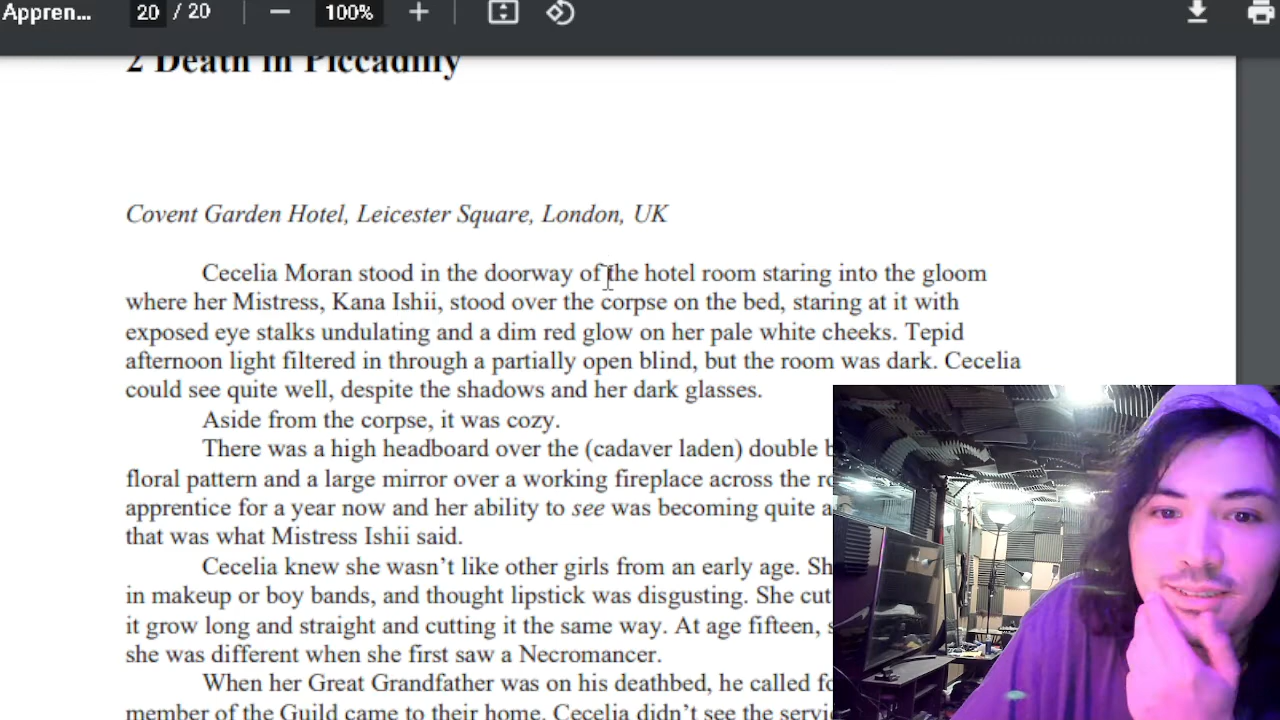 Appren... 20 / 20 100%
2 Death in Piccadilly
Covent Garden Hotel, Leicester Square, London, UK
Cecelia Moran stood in the doorway of the hotel room staring into the gloom
where her Mistress, Kana Ishii, stood over the corpse on the bed, staring at it with
exposed eye stalks undulating and a dim red glow on her pale white cheeks. Tepid
afternoon light filtered in through a partially open blind, but the room was dark. Cecelia
could see quite well, despite the shadows and her dark glasses.
Aside from the corpse, it was cozy.
There was a high headboard over the (cadaver laden) double
floral pattern and a large mirror over a working fireplace across the
apprentice for a year now and her ability to see was becoming quite a
that was what Mistress Ishii said.
Cecelia knew she wasn’t like other girls from an early age.
in makeup or boy bands, and thought lipstick was disgusting. She cut
it grow long and straight and cutting it the same way. At age fifteen,
she was different when she first saw a Necromancer.
When her Great Grandfather was on his deathbed, he called
member of the Guild came to their home. Cecelia didn’t see the